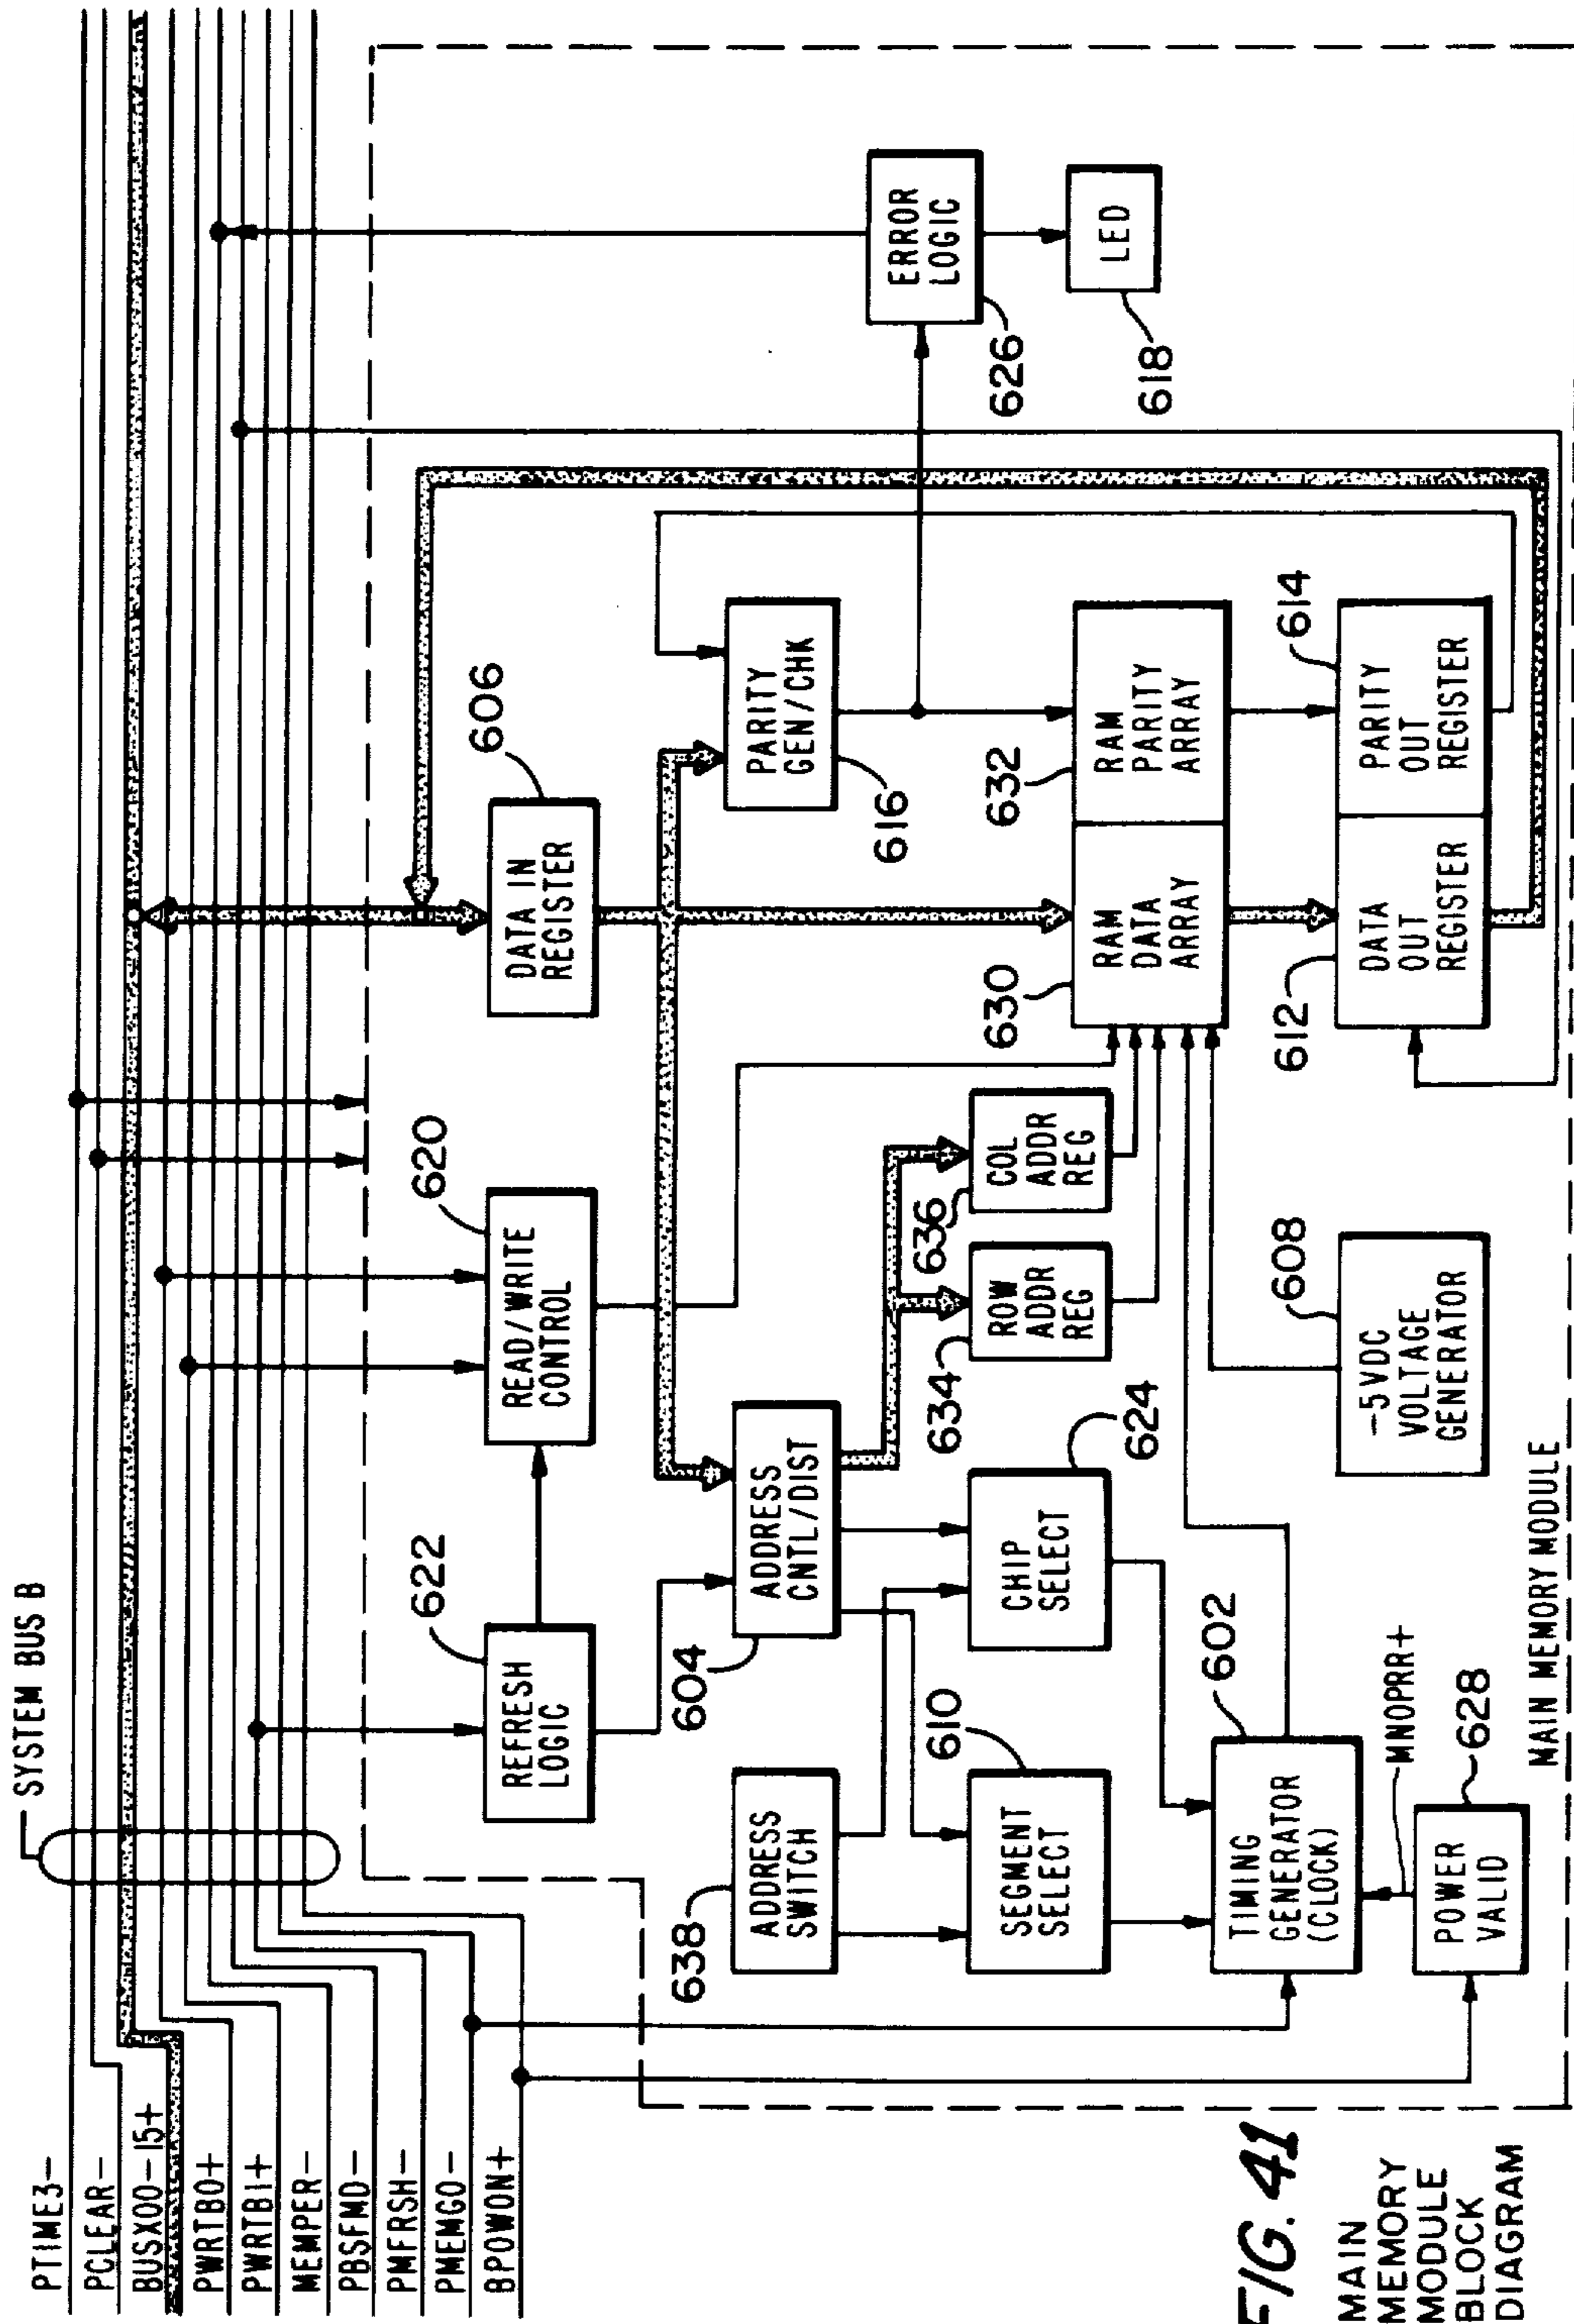 SYSTEM BUS B
PTIME3-
PCLEAR-
BUSX00-15+
PWRTB0+
PWRTB1+
MEMPER-
PBSFMD-
PMFRSH-
PMEMGO-
BPOWON+
622
REFRESH
LOGIC
620
READ/WRITE
CONTROL
606
DATA IN
REGISTER
638
ADDRESS
SWITCH
604
ADDRESS
CNTL/DIST
616
PARITY
GEN/CHK
626
ERROR
LOGIC
610
SEGMENT
SELECT
624
CHIP
SELECT
634
ROW
ADDR
REG
636
COL
ADDR
REG
630
RAM
DATA
ARRAY
632
RAM
PARITY
ARRAY
618
LED
602
TIMING
GENERATOR
(CLOCK)
608
-5VDC
VOLTAGE
GENERATOR
612
DATA
OUT
REGISTER
614
PARITY
OUT
REGISTER
MNOPRR+
628
POWER
VALID
MAIN MEMORY MODULE
FIG. 41
MAIN
MEMORY
MODULE
BLOCK
DIAGRAM